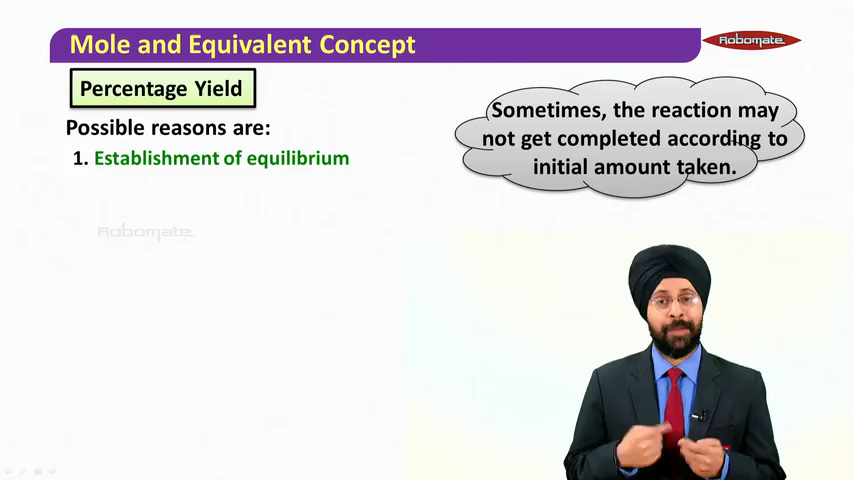 Mole and Equivalent Concept
Robomate
Percentage Yield
Possible reasons are:
1. Establishment of equilibrium
Sometimes, the reaction may
not get completed according to
initial amount taken.
Robomate